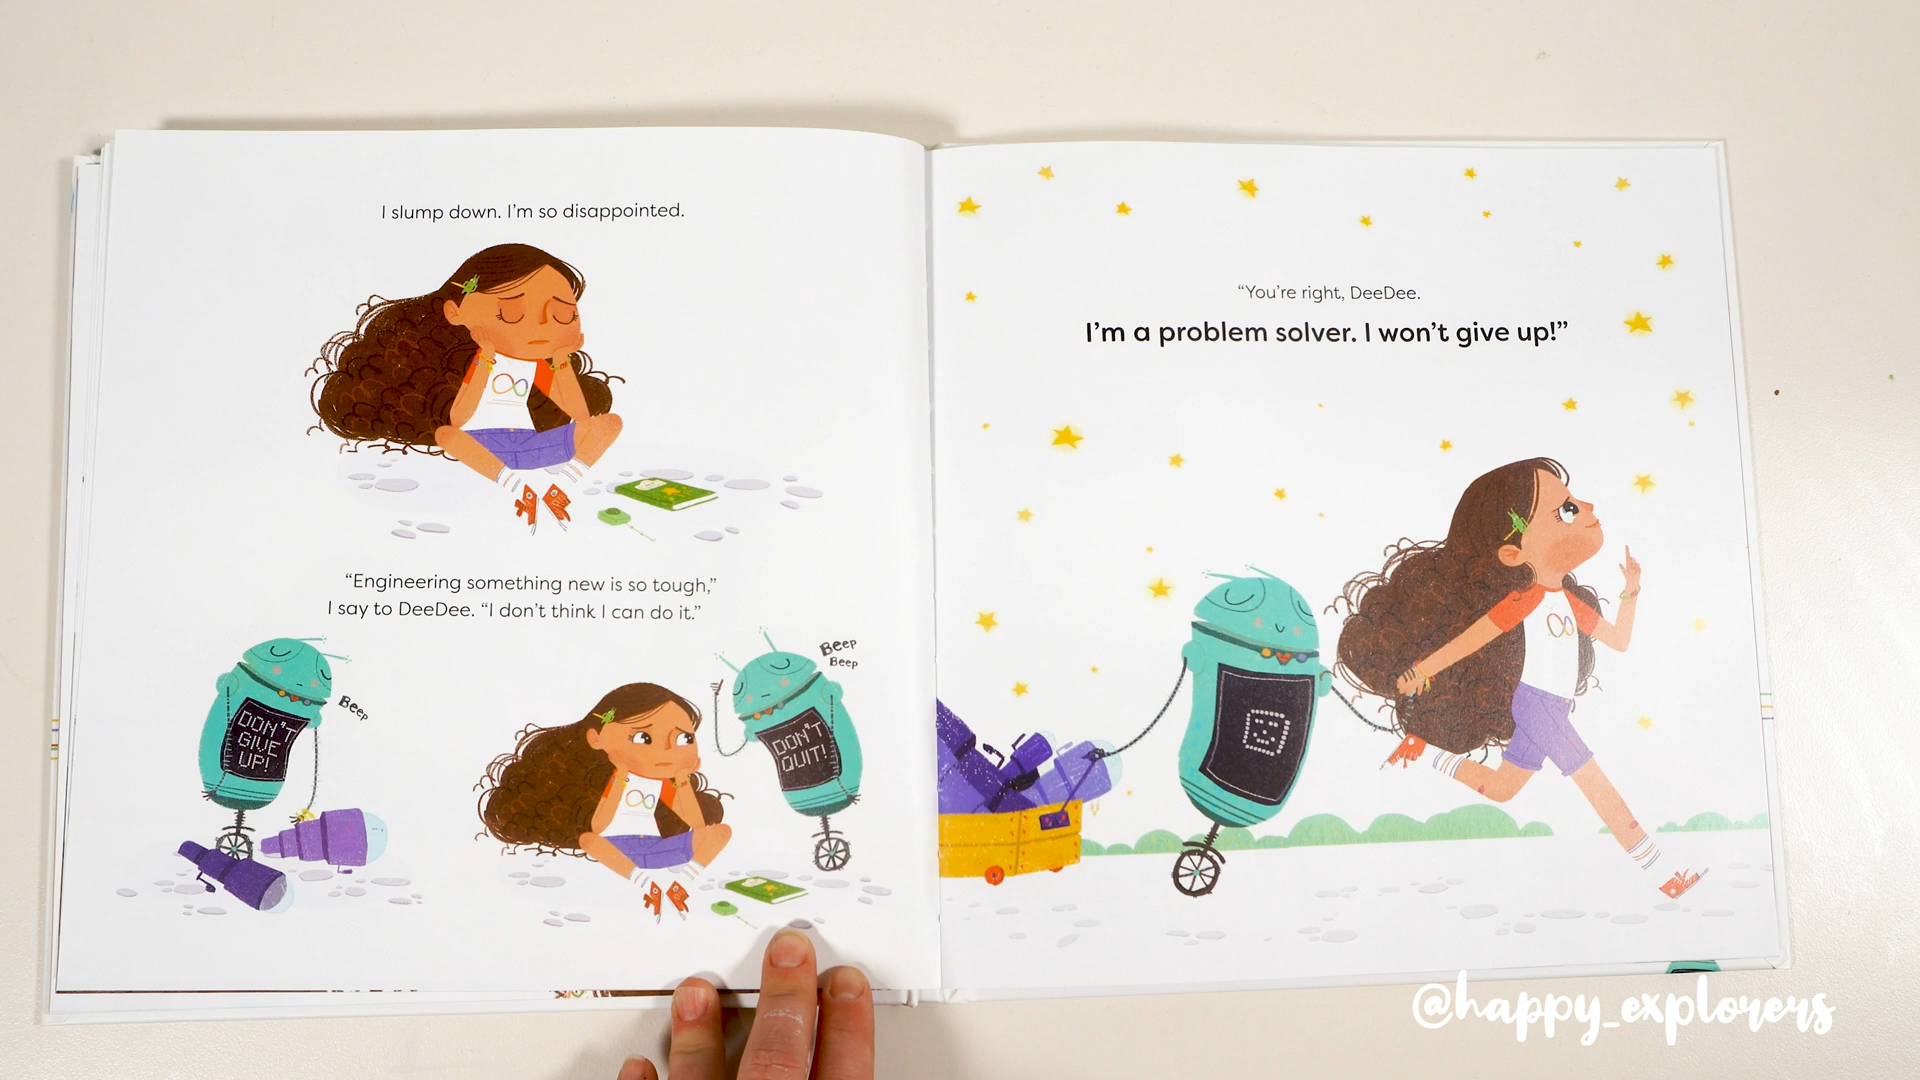 I slump down. I'm so disappointed.
“Engineering something new is so tough,”
I say to DeeDee. “I don't think I can do it.”
Beep
DON'T
GIVE
UP!
Beep
Beep
DON'T
QUIT!
“You're right, DeeDee.
I'm a problem solver. I won't give up!”
@happy_explorers